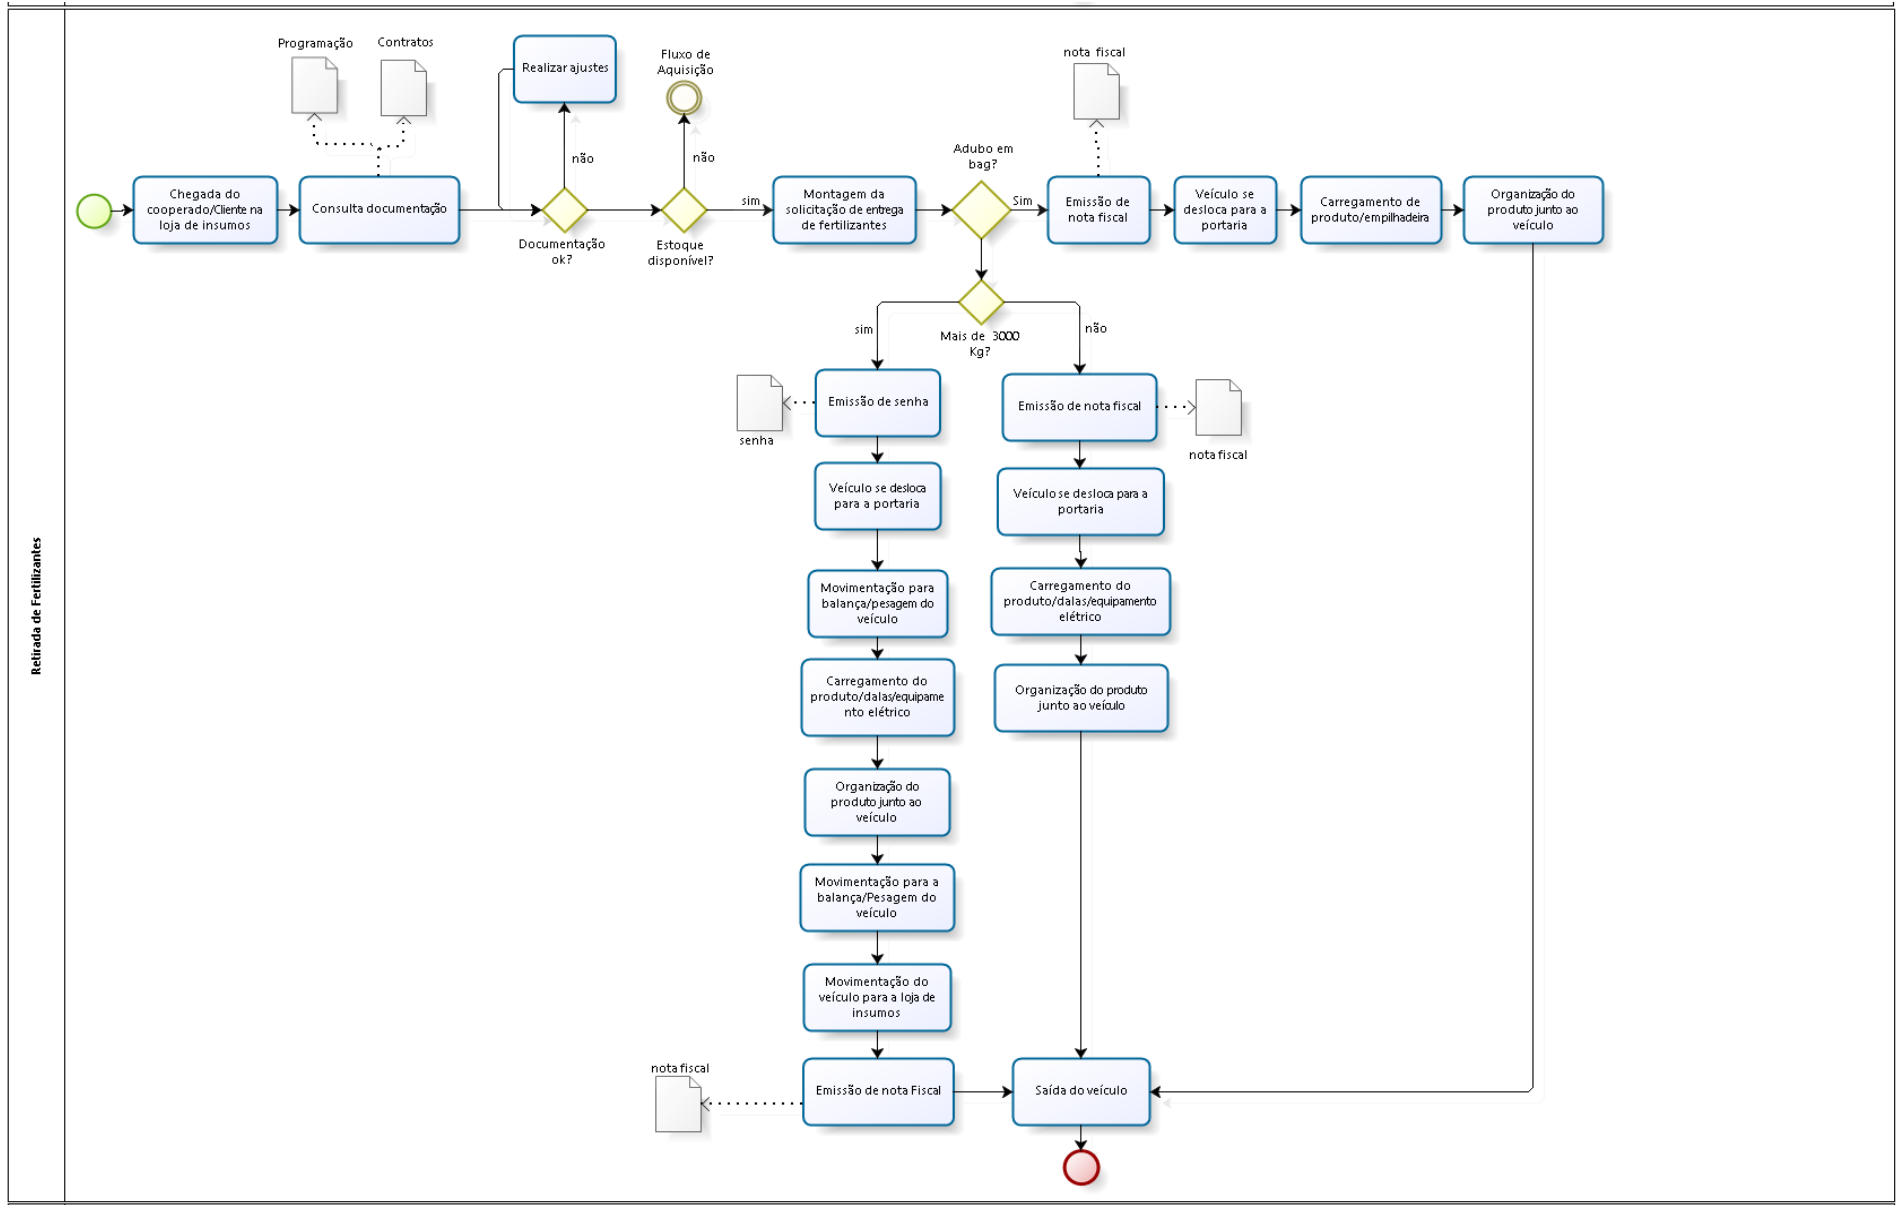 Retirada de Fertilizantes
Programação
Contratos
Realizar ajustes
Fluxo de
Aquisição
nota fiscal
não
não
Adubo em
bag?
Chegada do
cooperado/Cliente na
loja de insumos
Consulta documentação
Documentação
ok?
Estoque
disponível?
sim
Montagem da
solicitação de entrega
de fertilizantes
Sim
Emissão de
nota fiscal
Veículo se
desloca para a
portaria
Carregamento de
produto/empilhadeira
Organização do
produto junto ao
veículo
sim
Mais de 3000
Kg?
não
Emissão de senha
senha
Emissão de nota fiscal
nota fiscal
Veículo se desloca
para a portaria
Veículo se desloca para a
portaria
Movimentação para
balança/pesagem do
veículo
Carregamento do
produto/dalas/equipamento
elétrico
Carregamento do
produto/dalas/equipame
nto elétrico
Organização do produto
junto ao veículo
Organização do
produto junto ao
veículo
Movimentação para a
balança/Pesagem do
veículo
Movimentação do
veículo para a loja de
insumos
nota fiscal
Emissão de nota Fiscal
Saída do veículo